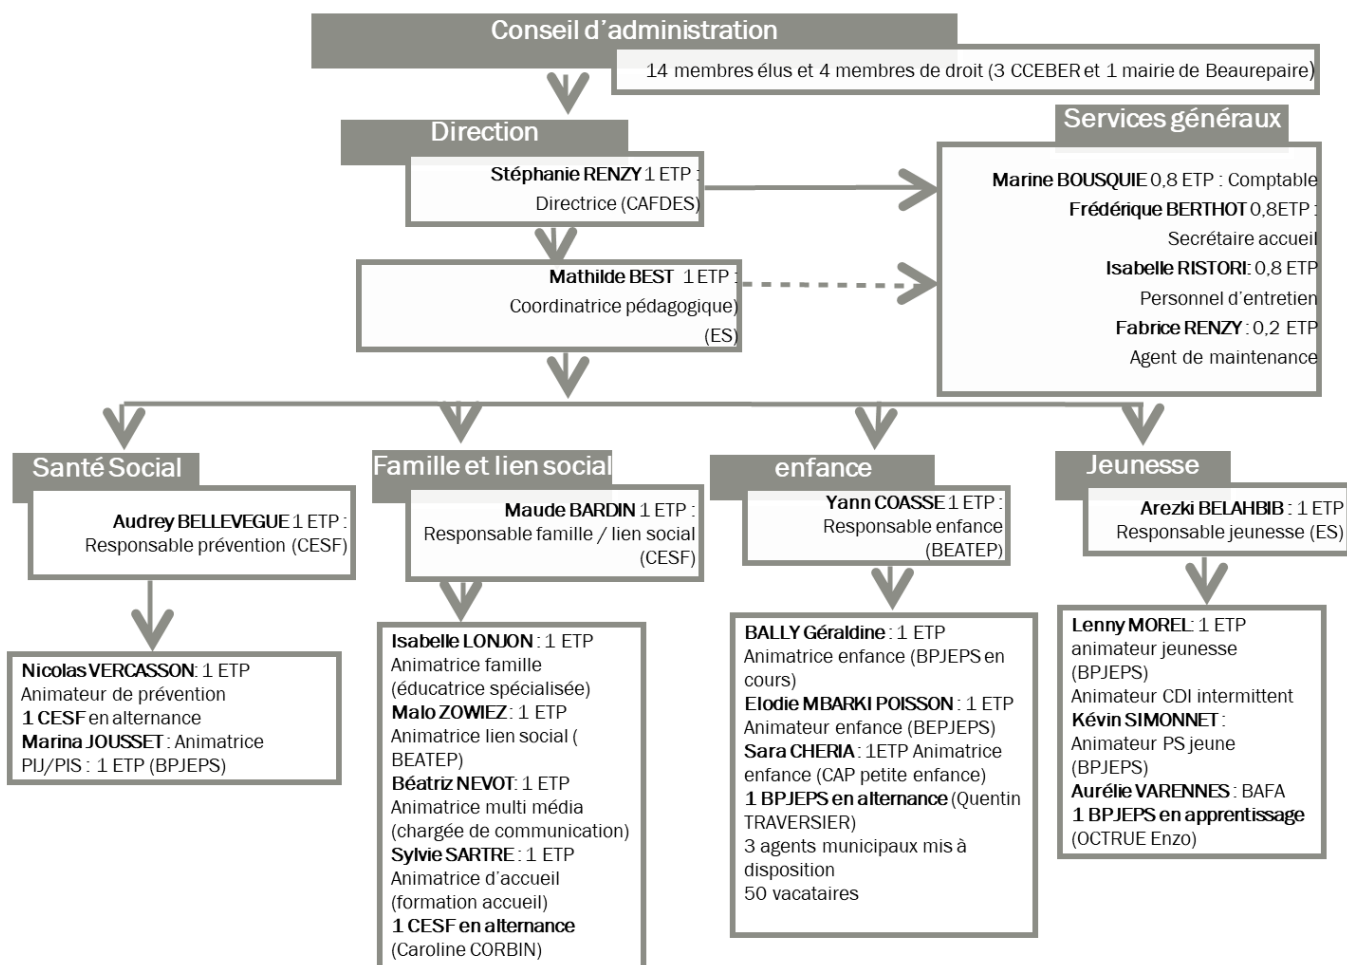 Conseil d'administration
14 membres élus et 4 membres de droit (3 CCEBER et 1 mairie de Beaurepaire)
Direction
Stéphanie RENZY 1 ETP :
Directrice (CAFDES)
Services généraux
Marine BOUSQUIE 0,8 ETP : Comptable
Frédérique BERTHOT 0,8ETP :
Secrétaire accueil
Isabelle RISTORI: 0,8 ETP
Personnel d'entretien
Fabrice RENZY : 0,2 ETP
Agent de maintenance
Mathilde BEST 1 ETP :
Coordinatrice pédagogique)
(ES)
Santé Social
Audrey BELLEVEGUE 1 ETP :
Responsable prévention (CESF)
Nicolas VERCASSON: 1 ETP
Animateur de prévention
1 CESF en alternance
Marina JOUSSET : Animatrice
PIJ/PIS : 1 ETP (BPJEPS)
Famille et lien social
Maude BARDIN 1 ETP :
Responsable famille / lien social
(CESF)
Isabelle LONJON : 1 ETP
Animatrice famille
(éducatrice spécialisée)
Malo ZOWIEZ : 1 ETP
Animatrice lien social (
BEATEP)
Béatriz NEVOT: 1 ETP
Animatrice multi média
(chargée de communication)
Sylvie SARTRE : 1 ETP
Animatrice d'accueil
(formation accueil)
1 CESF en alternance
(Caroline CORBIN)
enfance
Yann COASSE 1 ETP :
Responsable enfance
(BEATEP)
BALLY Géraldine : 1 ETP
Animatrice enfance (BPJEPS en
cours)
Elodie MBARKI POISSON : 1 ETP
Animateur enfance (BEPJEPS)
Sara CHERIA : 1ETP Animatrice
enfance (CAP petite enfance)
1 BPJEPS en alternance (Quentin
TRAVERSIER)
3 agents municipaux mis à
disposition
50 vacataires
Jeunesse
Arezki BELAHBIB : 1 ETP
Responsable jeunesse (ES)
Lenny MOREL: 1 ETP
animateur jeunesse
(BPJEPS)
Animateur CDI intermittent
Kévin SIMONNET :
Animateur PS jeune
(BPJEPS)
Aurélie VARENNES : BAFA
1 BPJEPS en apprentissage
(OCTRUE Enzo)